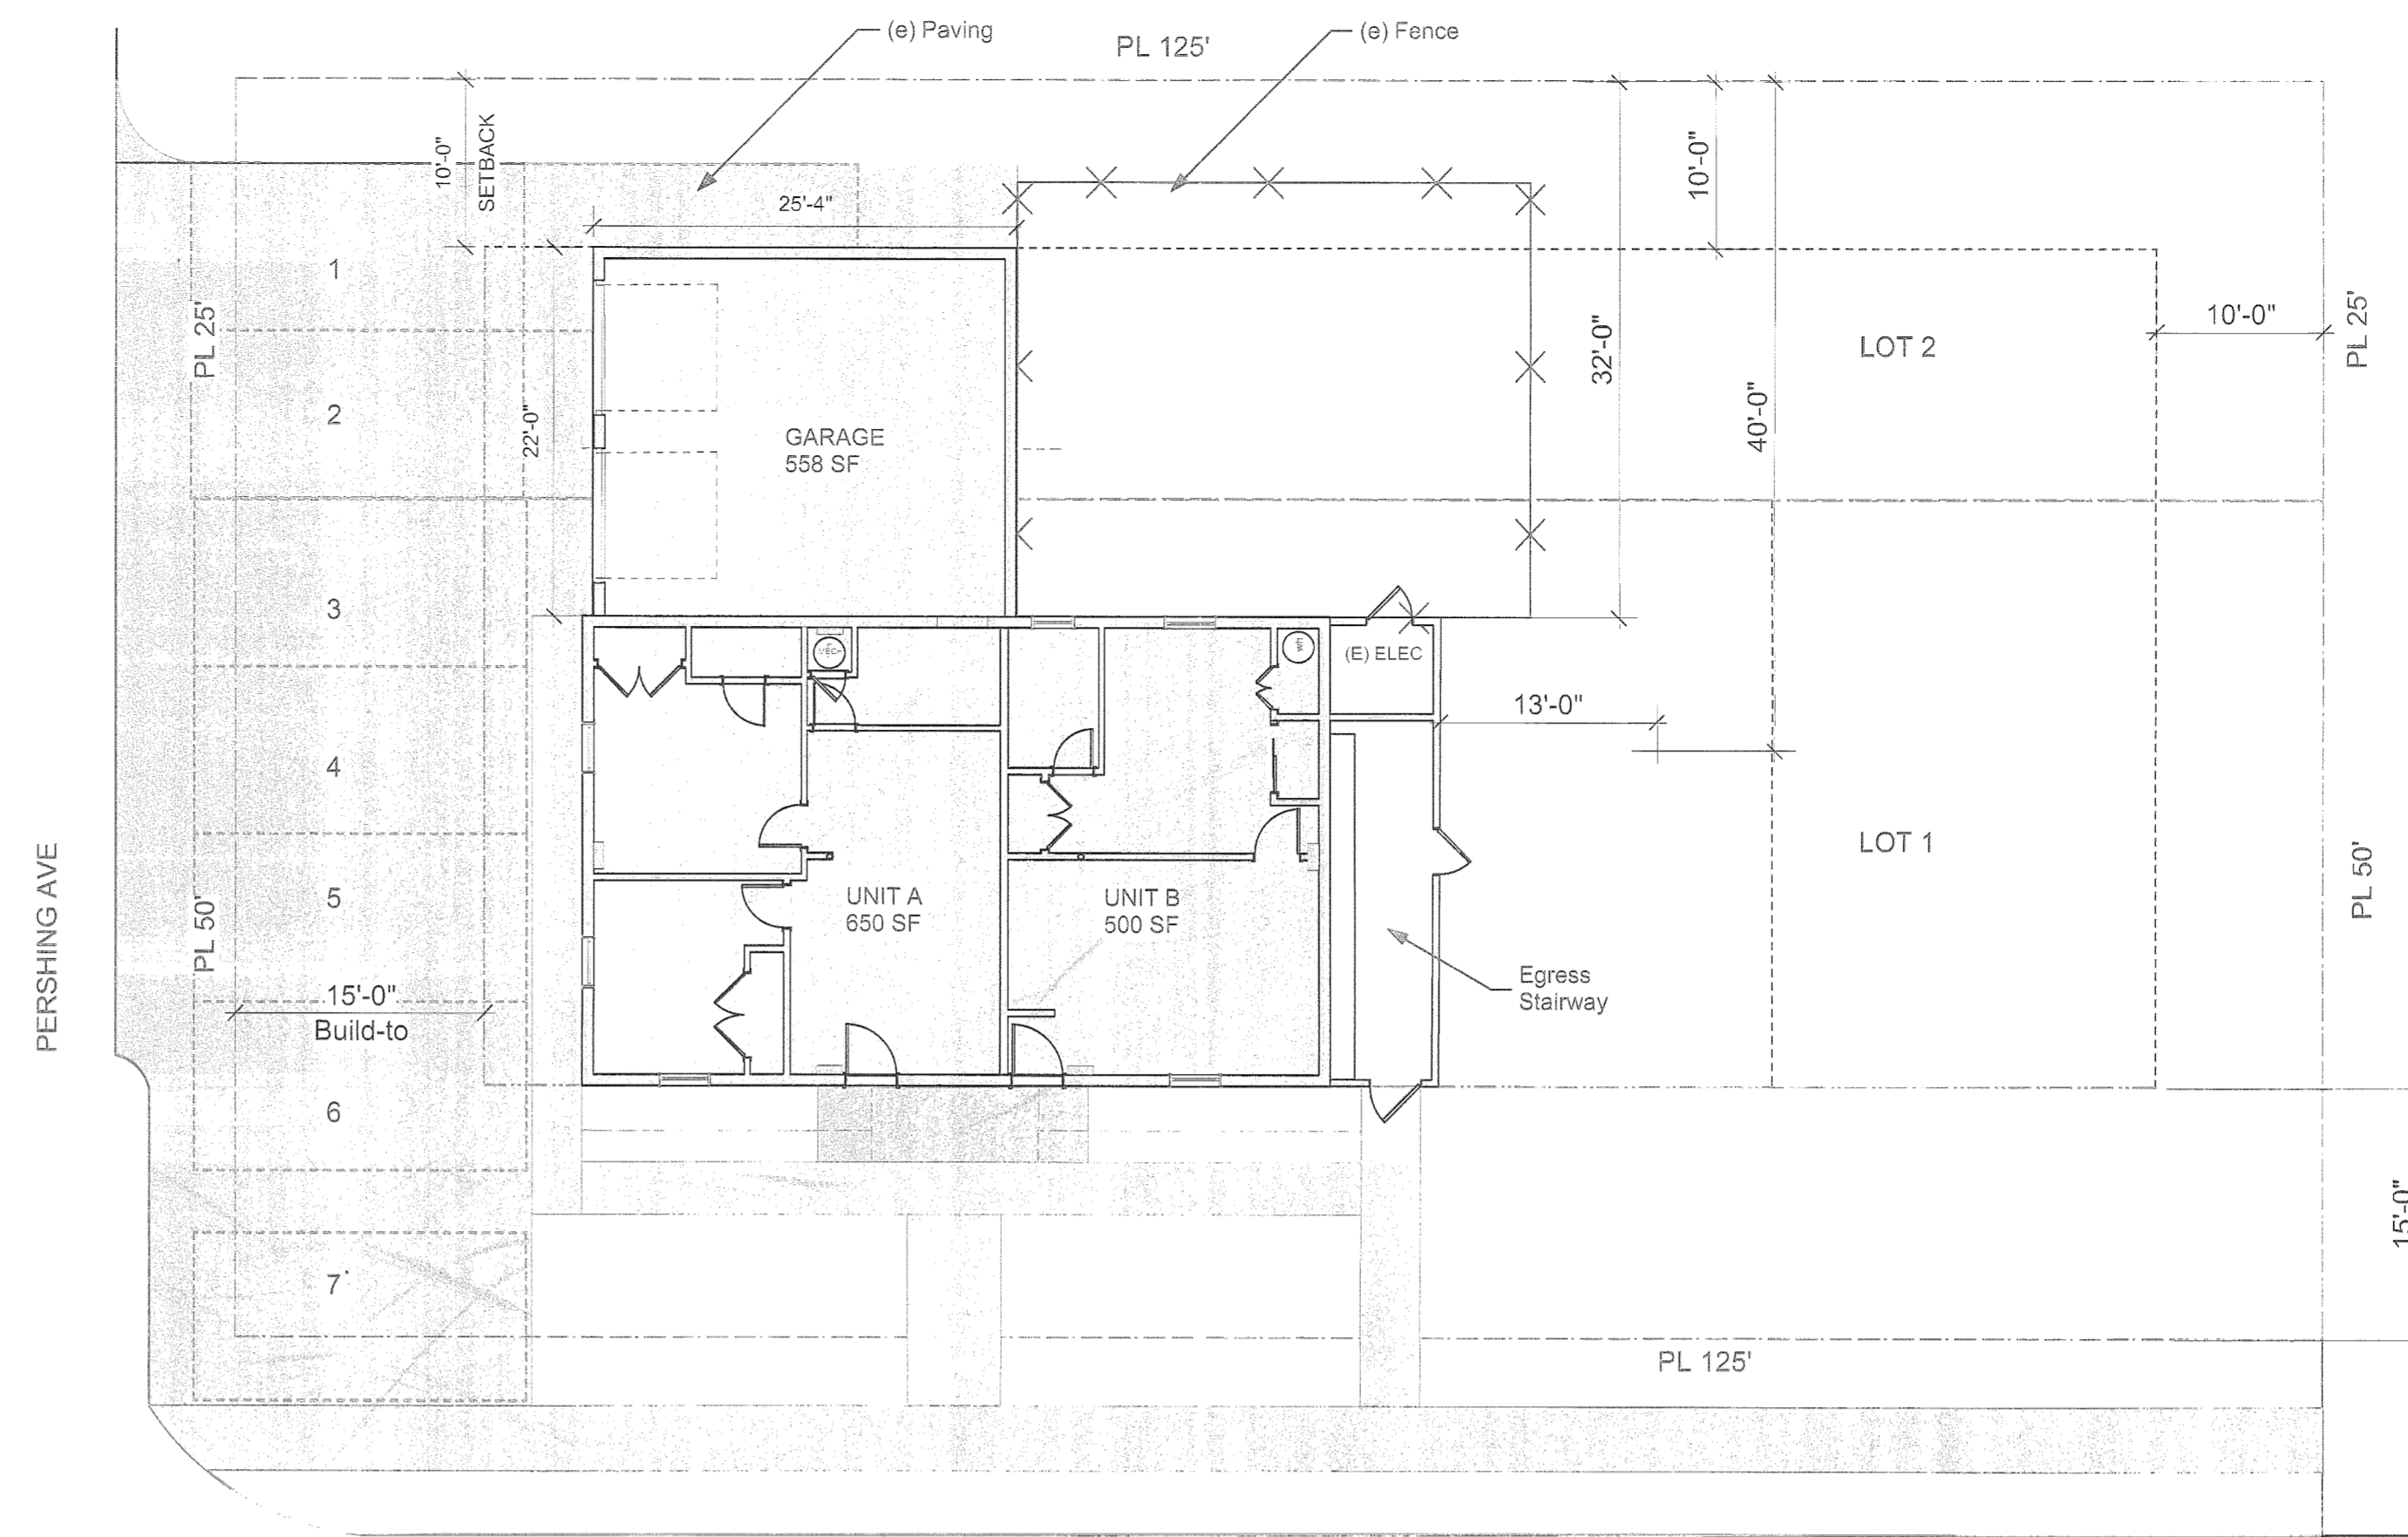 (e) Paving
PL 125'
(e) Fence
10'-0"
SETBACK
25'-4"
10'-0"
1
PL 25'
2
22'-0"
GARAGE
558 SF
32'-0"
40'-0"
LOT 2
10'-0"
PL 25'
3
(E) ELEC
wh
13'-0"
4
PERSHING AVE
PL 50'
5
UNIT A
650 SF
UNIT B
500 SF
LOT 1
PL 50'
Egress
Stairway
15'-0"
Build-to
6
7
15'-0"
PL 125'